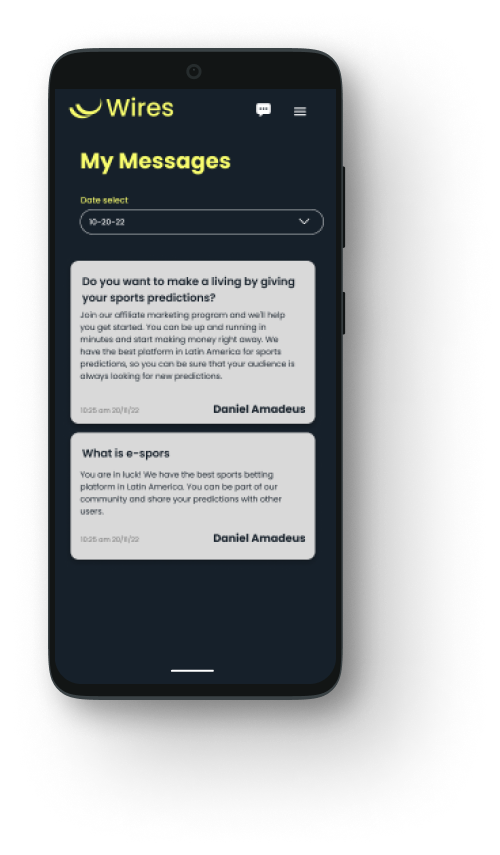 Wires
My Messages
Date select
10-20-22
Do you want to make a living by giving
your sports predictions?
Join our affiliate marketing program and we'll help
you get started. You can be up and running in
minutes and start making money right away. We
have the best platform in Latin America for sports
predictions, so you can be sure that your audience is
always looking for new predictions.
10:25 am 20/11/22 Daniel Amadeus
What is e-spors
You are in luck! We have the best sports betting
platform in Latin America. You can be part of our
community and share your predictions with other
users.
10:25 am 20/11/22 Daniel Amadeus